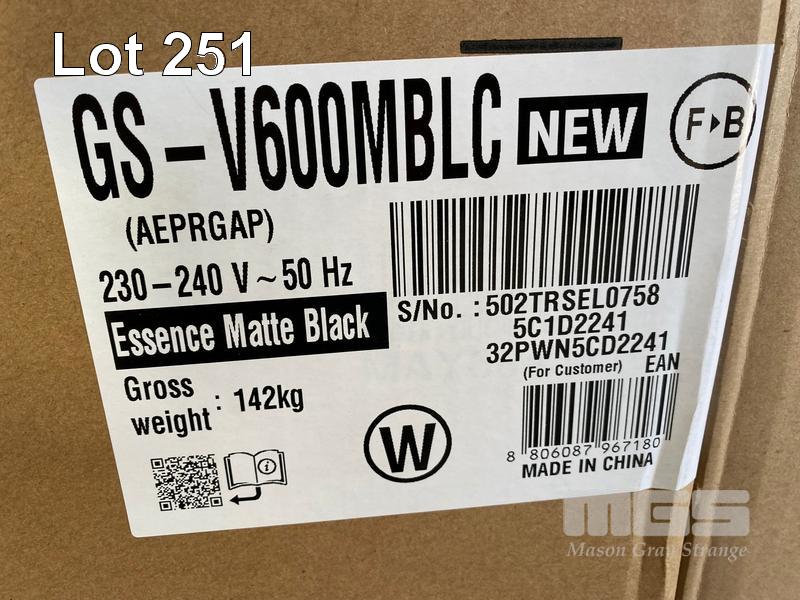 Lot 251
GS-V600MBLC NEW F▸B
(AEPRGAP)
230-240 V ~ 50 Hz
Essence Matte Black
S/No. : 502TRSEL0758
5C1D2241
32PWN5CD2241
(For Customer) EAN
Gross
weight : 142kg
W
8 806087 967180
MADE IN CHINA
MGS
Mason Gray Strange